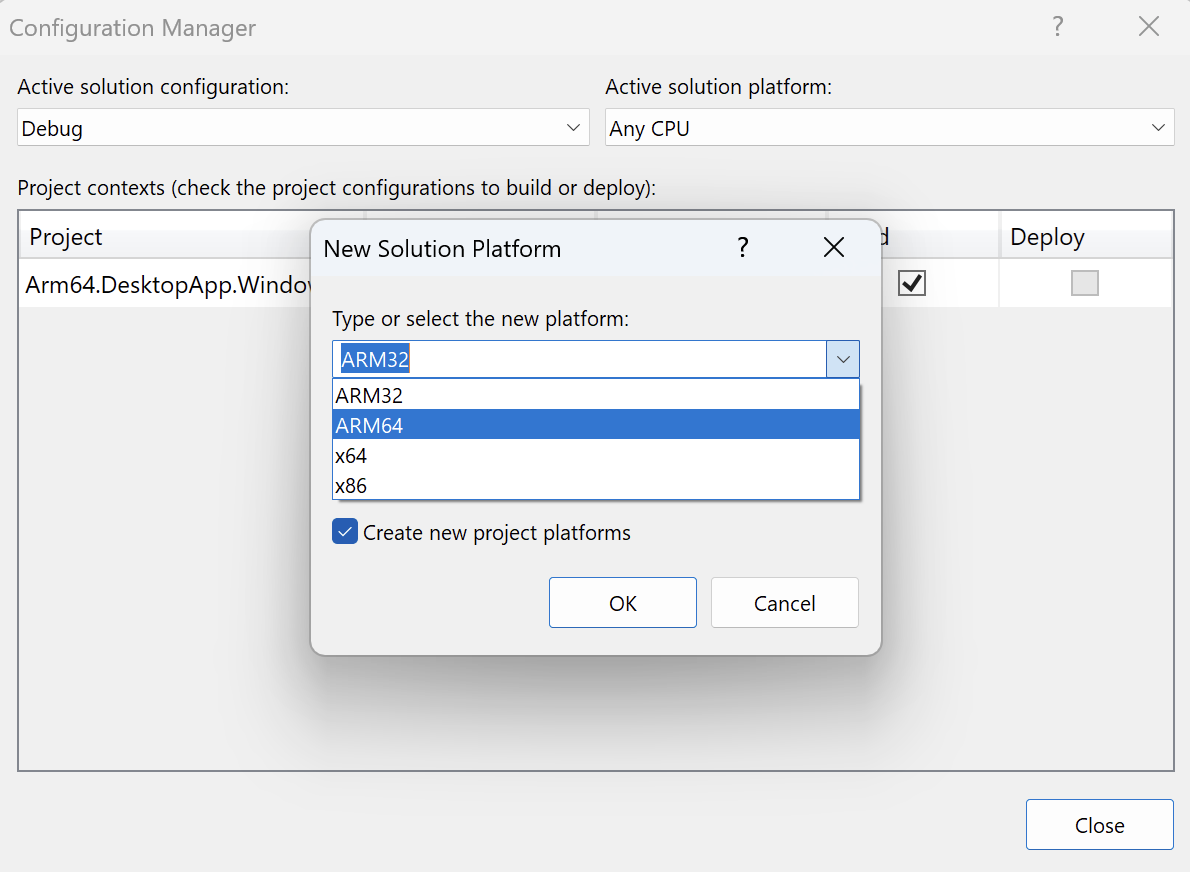 Configuration Manager
Active solution configuration: Active solution platform:
Debug Any CPU
Project contexts (check the project configurations to build or deploy):
Project Deploy
Arm64.DesktopApp.Windo
New Solution Platform
Type or select the new platform:
ARM32
ARM32
ARM64
x64
x86
Create new project platforms
OK Cancel
Close